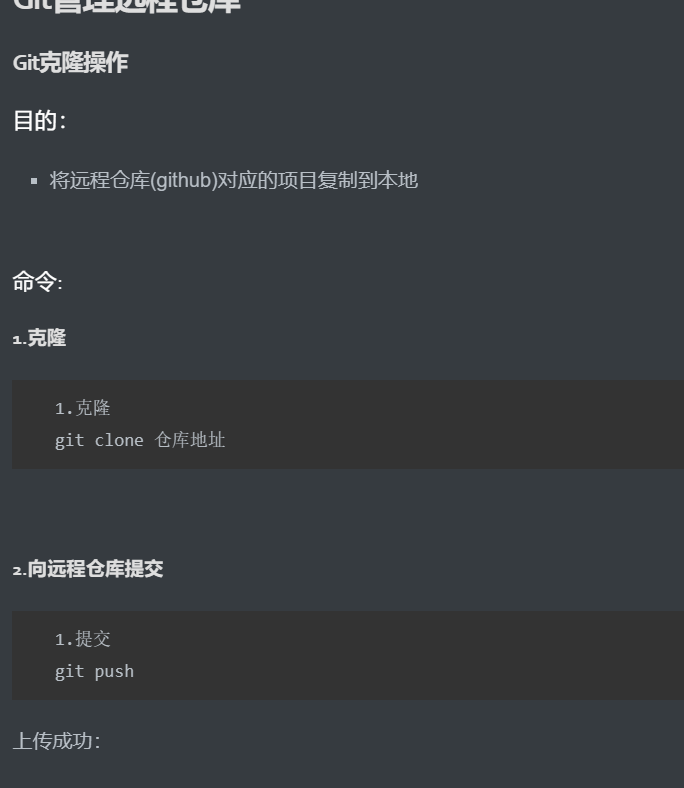 Git管理远程仓库
Git克隆操作
目的：
将远程仓库(github)对应的项目复制到本地
命令:
1.克隆
1.克隆
git clone 仓库地址
2.向远程仓库提交
1.提交
git push
上传成功：